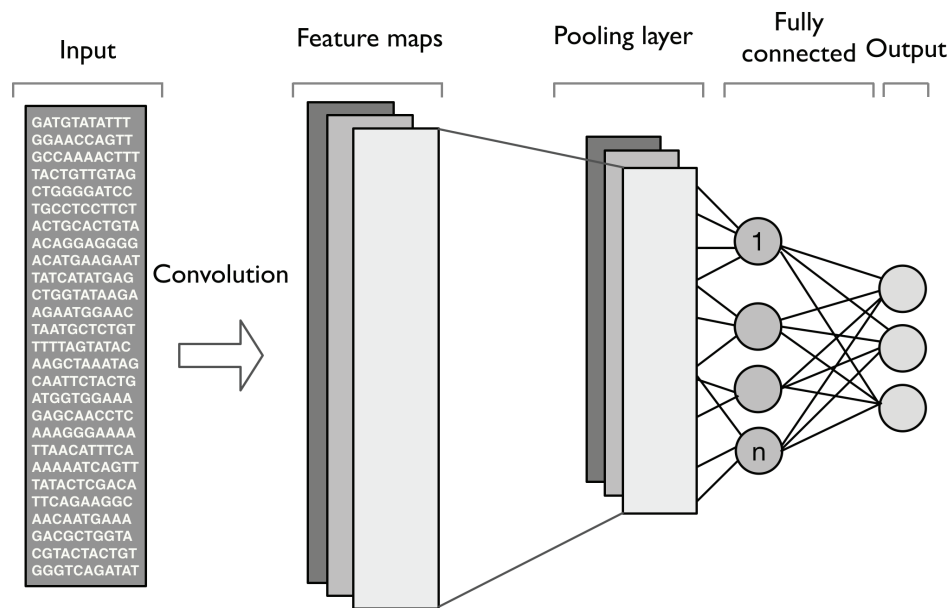 Input
Feature maps
Pooling layer
Fully
connected
Output
GATGTATATTT
GGAACCAGTT
GCCAAAACTTT
TACTGTTGTAG
CTGGGGATCC
TGCCTCCTTCT
ACTGCACTGTA
ACAGGAGGGG
ACATGAAGAAT
TATCATATGAG
CTGGTATAAGA
AGAATGGAAC
TAATGCTCTGT
TTTTAGTATAC
AAGCTAAATAG
CAATTCTACTG
ATGGTGGAAA
GAGCAACCTC
AAAGGGAAAA
TTAACATTTCA
AAAAATCAGTT
TATACTCGACA
TTCAGAAGGC
AACAATGAAA
GACGCTGGTA
CGTACTACTGT
GGGTCAGATAT
Convolution
1
n